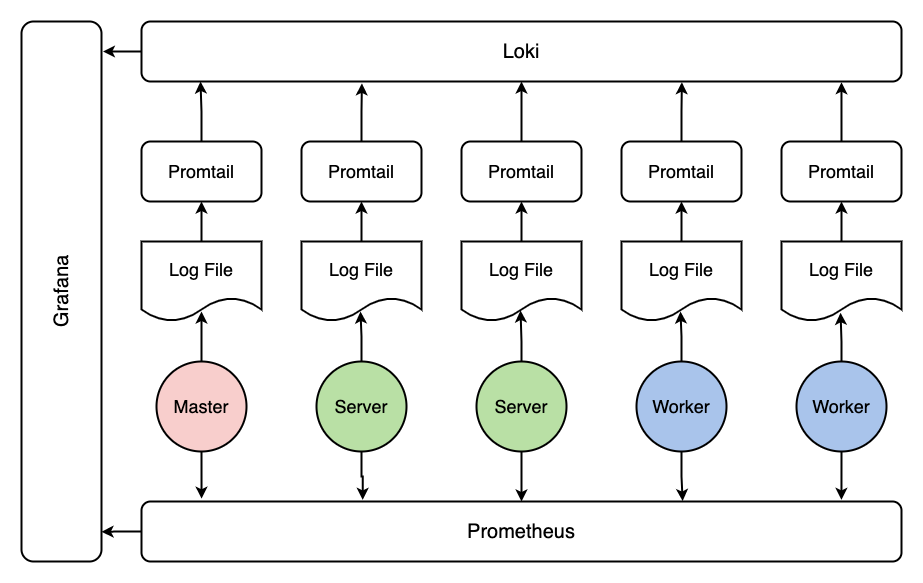 Grafana
Loki
Promtail
Promtail
Promtail
Promtail
Promtail
Log File
Log File
Log File
Log File
Log File
Master
Server
Server
Worker
Worker
Prometheus